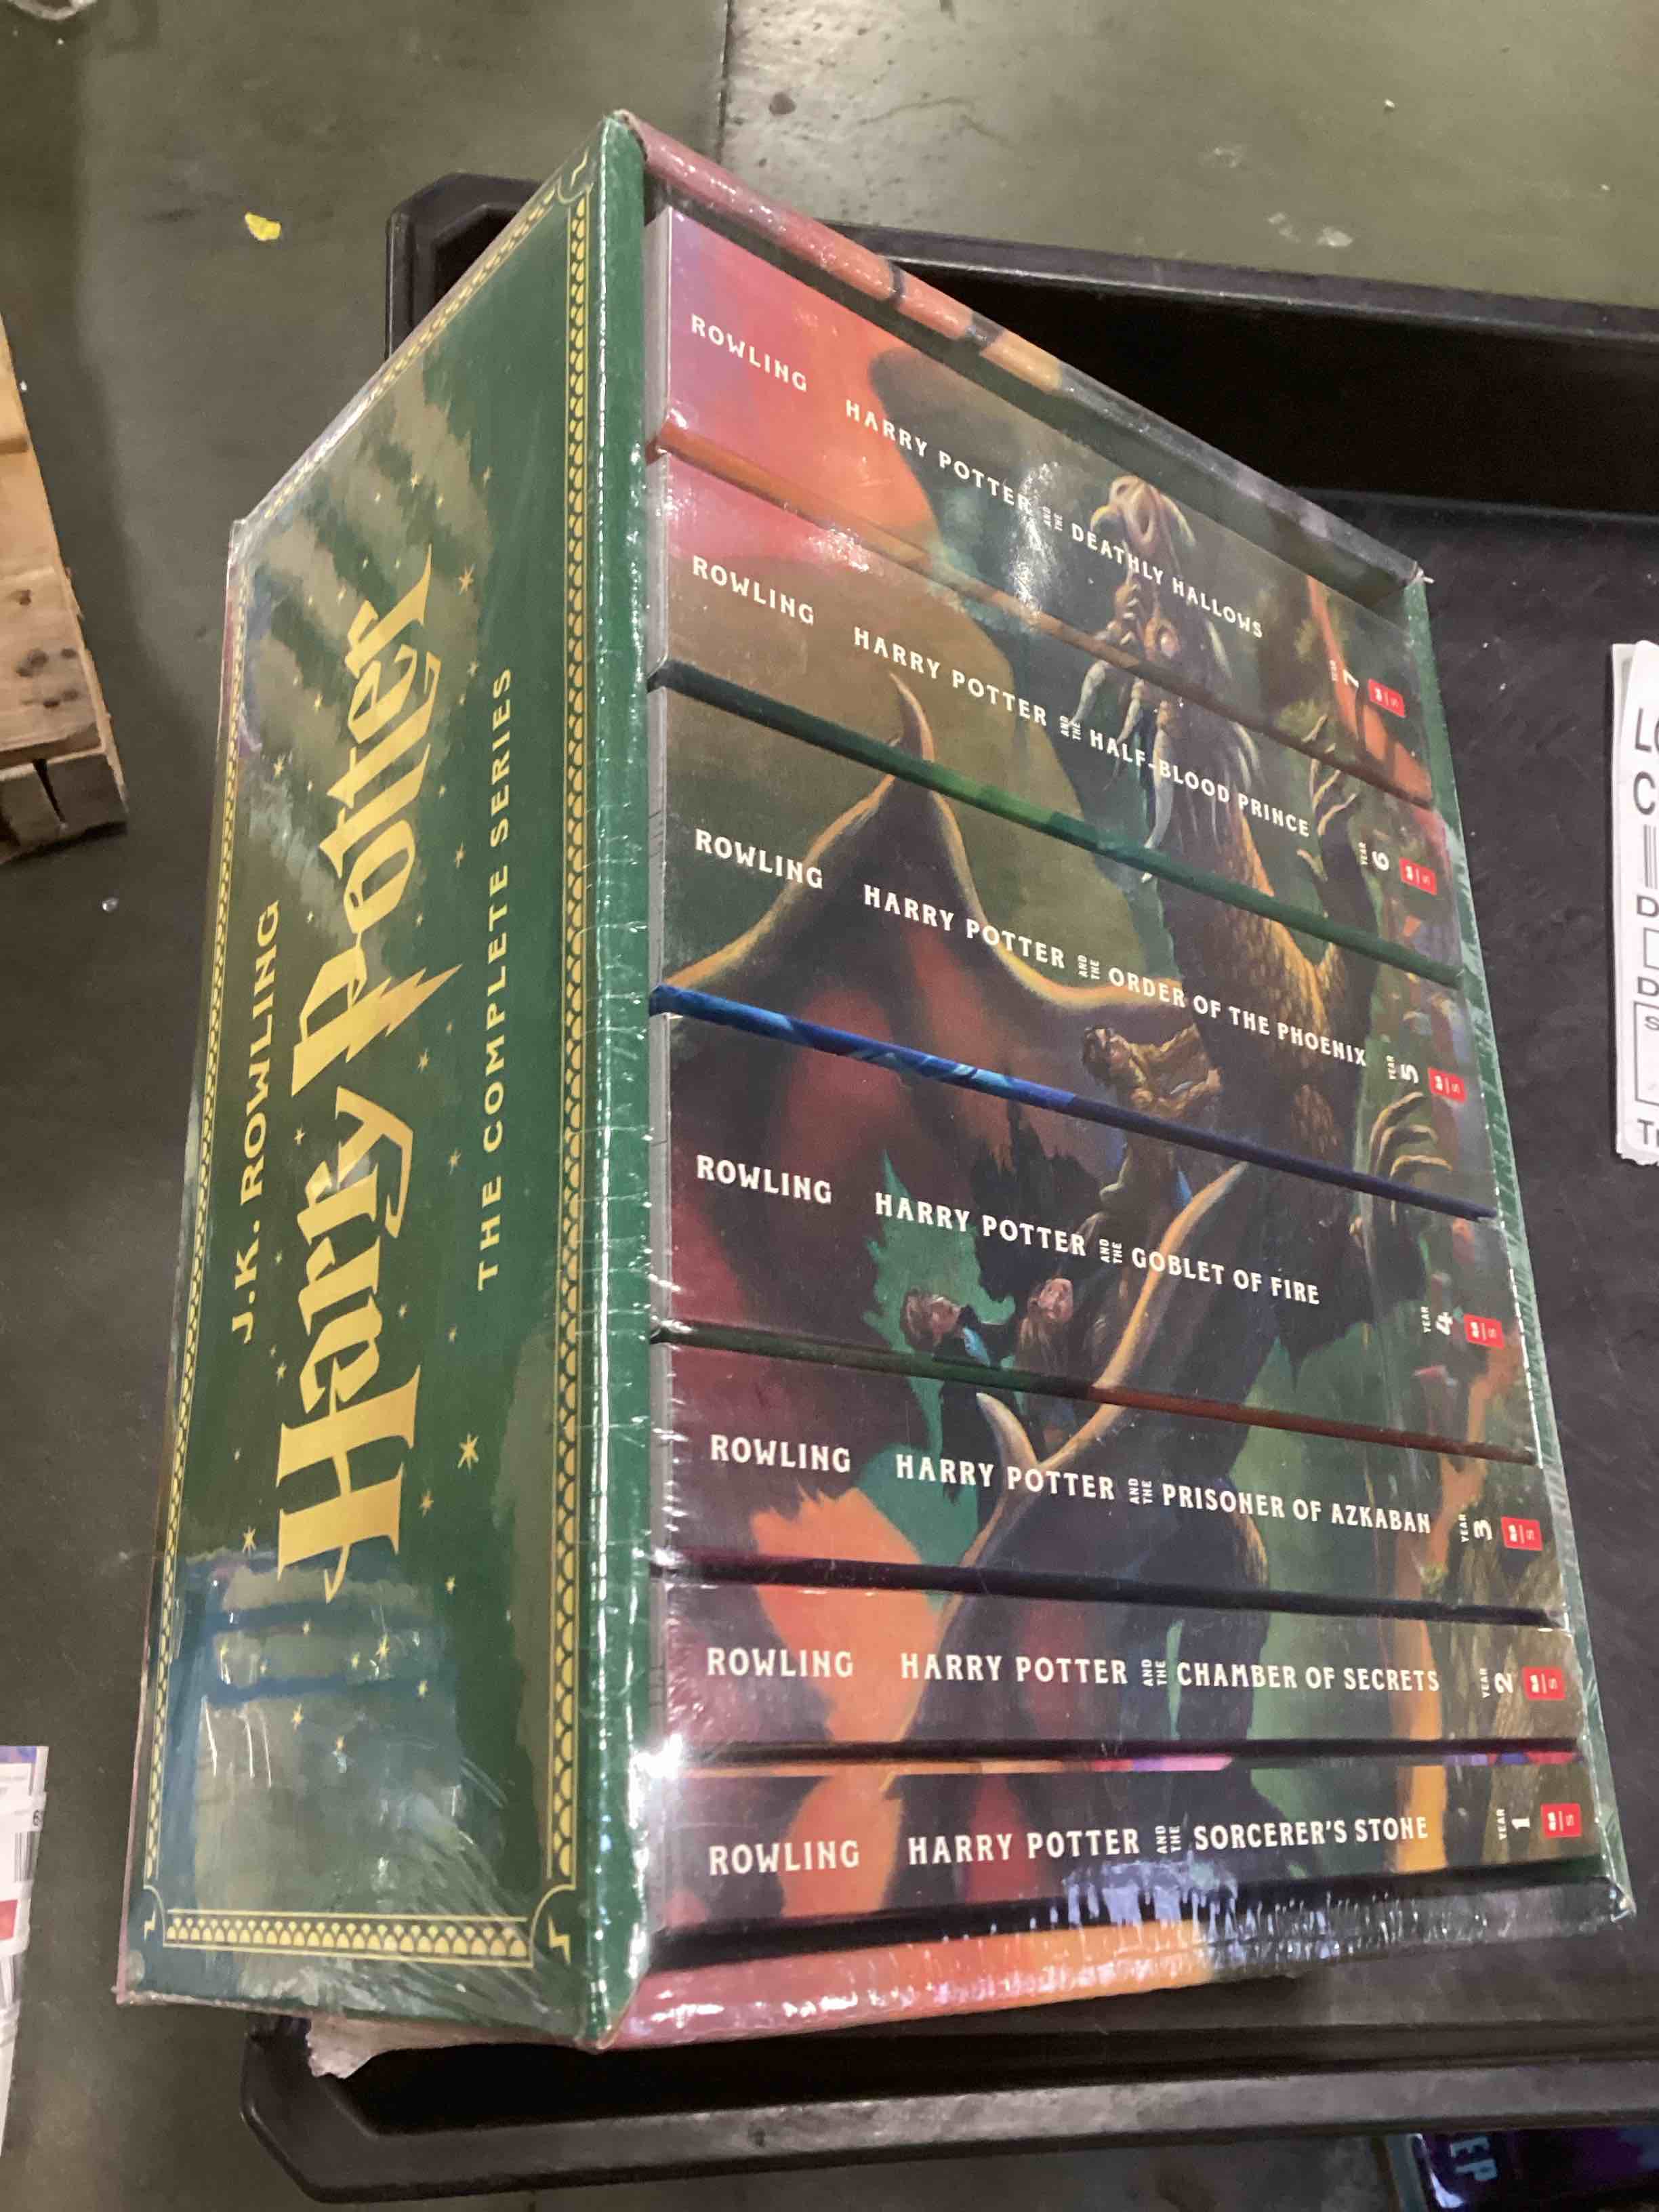 J.K. ROWLING
Harry Potter
THE COMPLETE SERIES
ROWLING HARRY POTTER AND THE DEATHLY HALLOWS YEAR 7
ROWLING HARRY POTTER AND THE HALF-BLOOD PRINCE YEAR 6
ROWLING HARRY POTTER AND THE ORDER OF THE PHOENIX YEAR 5
ROWLING HARRY POTTER AND THE GOBLET OF FIRE YEAR 4
ROWLING HARRY POTTER AND THE PRISONER OF AZKABAN YEAR 3
ROWLING HARRY POTTER AND THE CHAMBER OF SECRETS YEAR 2
ROWLING HARRY POTTER AND THE SORCERER'S STONE YEAR 1